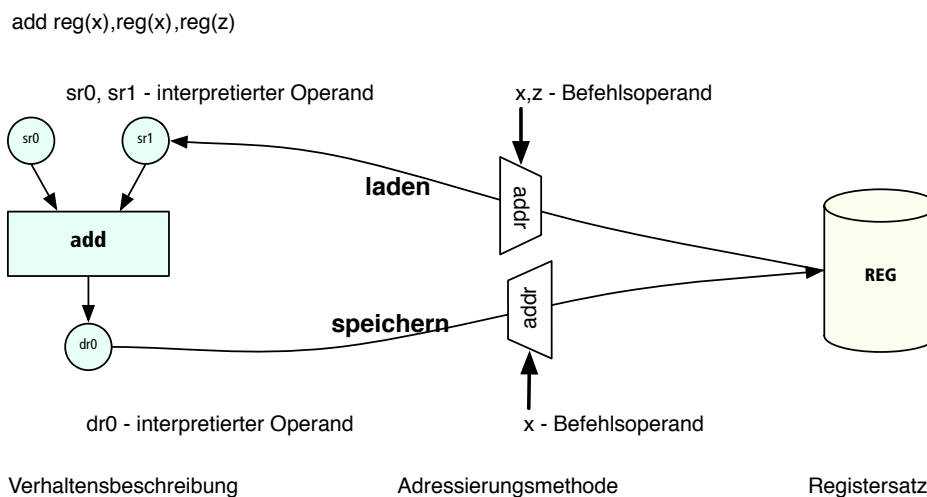 add reg(x),reg(x),reg(z)
sr0, sr1 - interpretierter Operand
x,z - Befehlsoperand
sr0
sr1
laden
addr
add
REG
addr
speichern
dr0
dr0 - interpretierter Operand
x - Befehlsoperand
Verhaltensbeschreibung
Adressierungsmethode
Registersatz